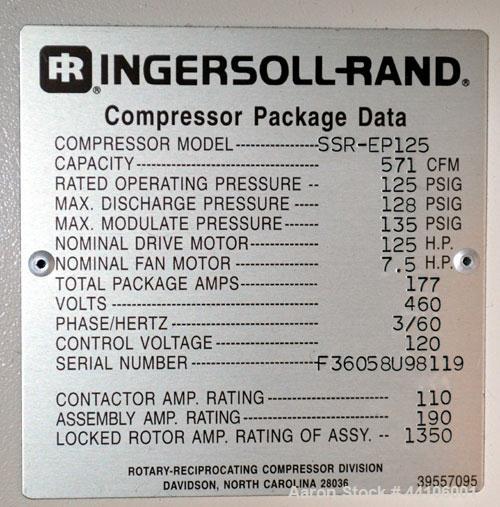 IR INGERSOLL-RAND®
Compressor Package Data
COMPRESSOR MODEL SSR-EP125
CAPACITY 571 CFM
RATED OPERATING PRESSURE -- 125 PSIG
MAX. DISCHARGE PRESSURE 128 PSIG
MAX. MODULATE PRESSURE 135 PSIG
NOMINAL DRIVE MOTOR 125 H.P.
NOMINAL FAN MOTOR 7.5 H.P.
TOTAL PACKAGE AMPS 177
VOLTS 460
PHASE/HERTZ 3/60
CONTROL VOLTAGE 120
SERIAL NUMBER F36058U98119
CONTACTOR AMP. RATING 110
ASSEMBLY AMP. RATING 190
LOCKED ROTOR AMP. RATING OF ASSY. -- 1350
ROTARY-RECIPROCATING COMPRESSOR DIVISION
DAVIDSON, NORTH CAROLINA 28036 39557095
Aaron Stock # 44106001